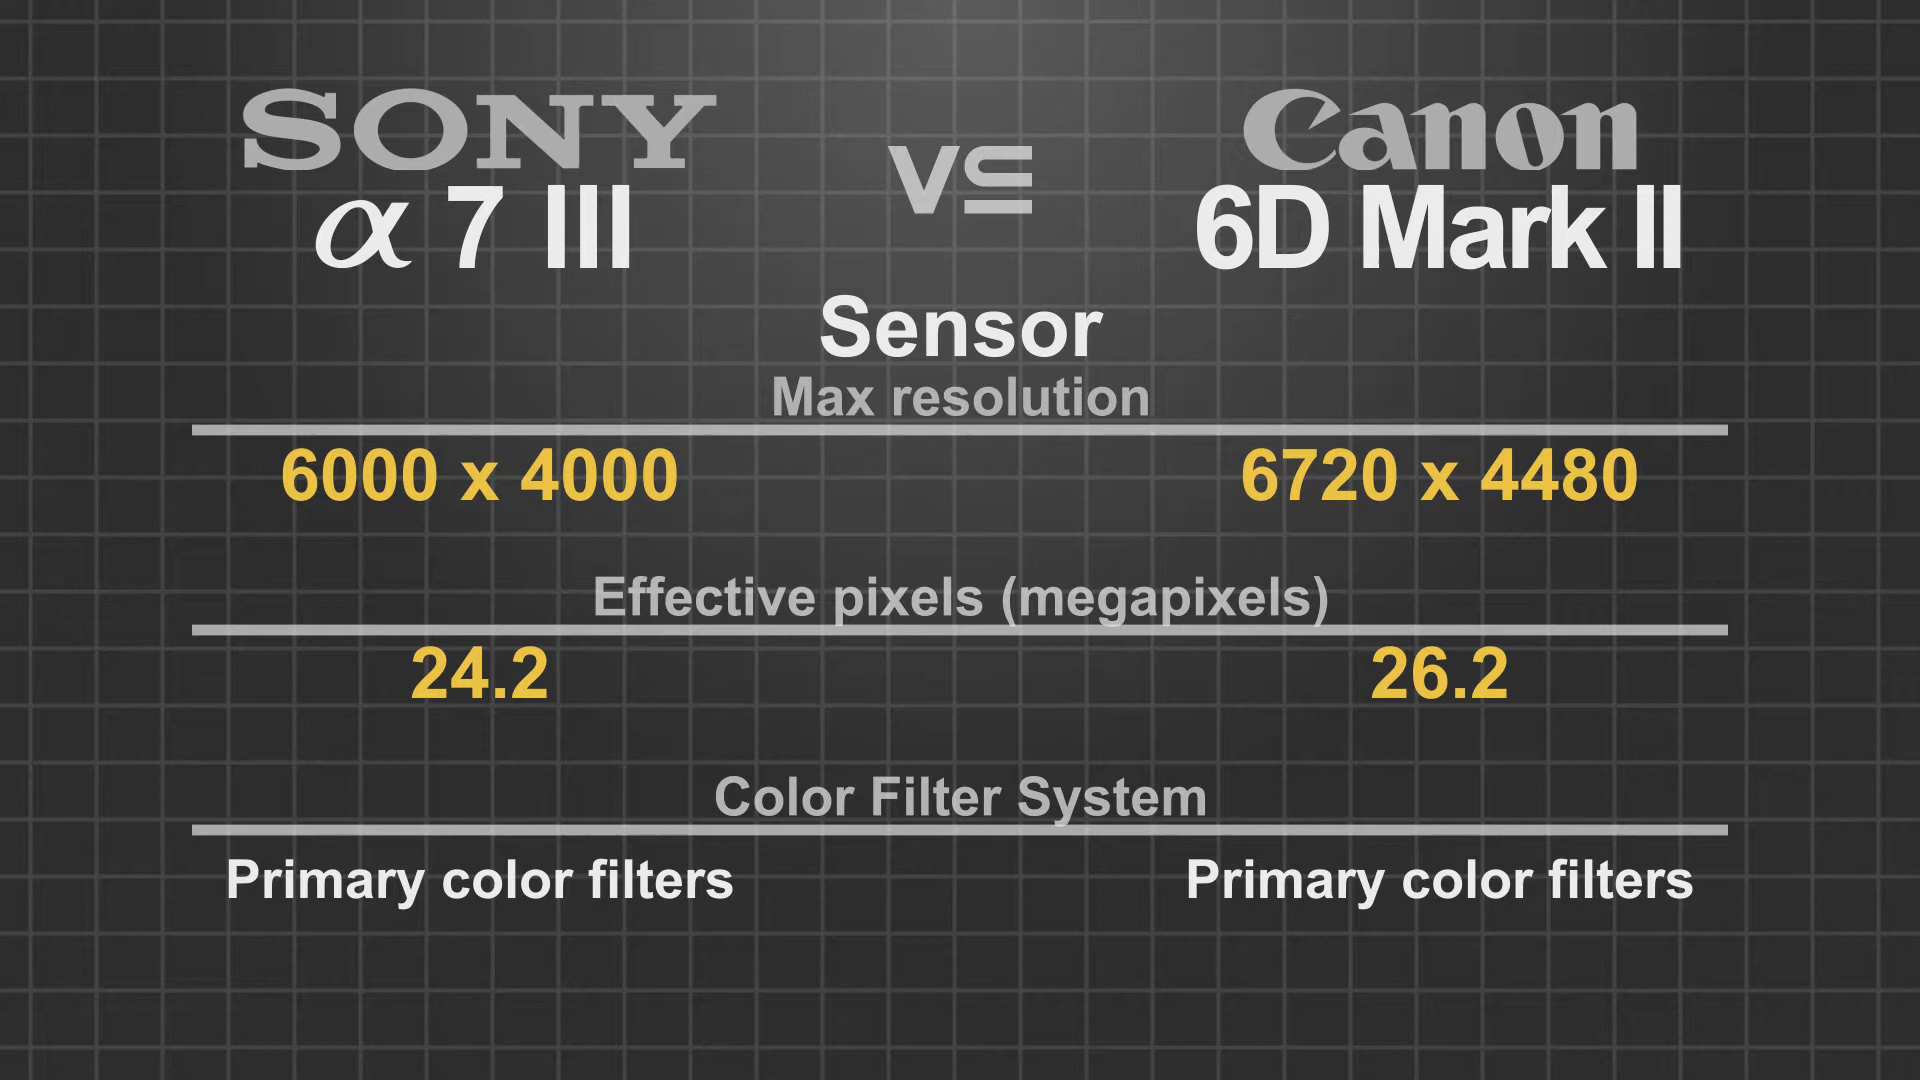 SONY
α 7 III
vs
Canon
6D Mark II
Sensor
Max resolution
6000 x 4000
6720 x 4480
Effective pixels (megapixels)
24.2
26.2
Color Filter System
Primary color filters
Primary color filters